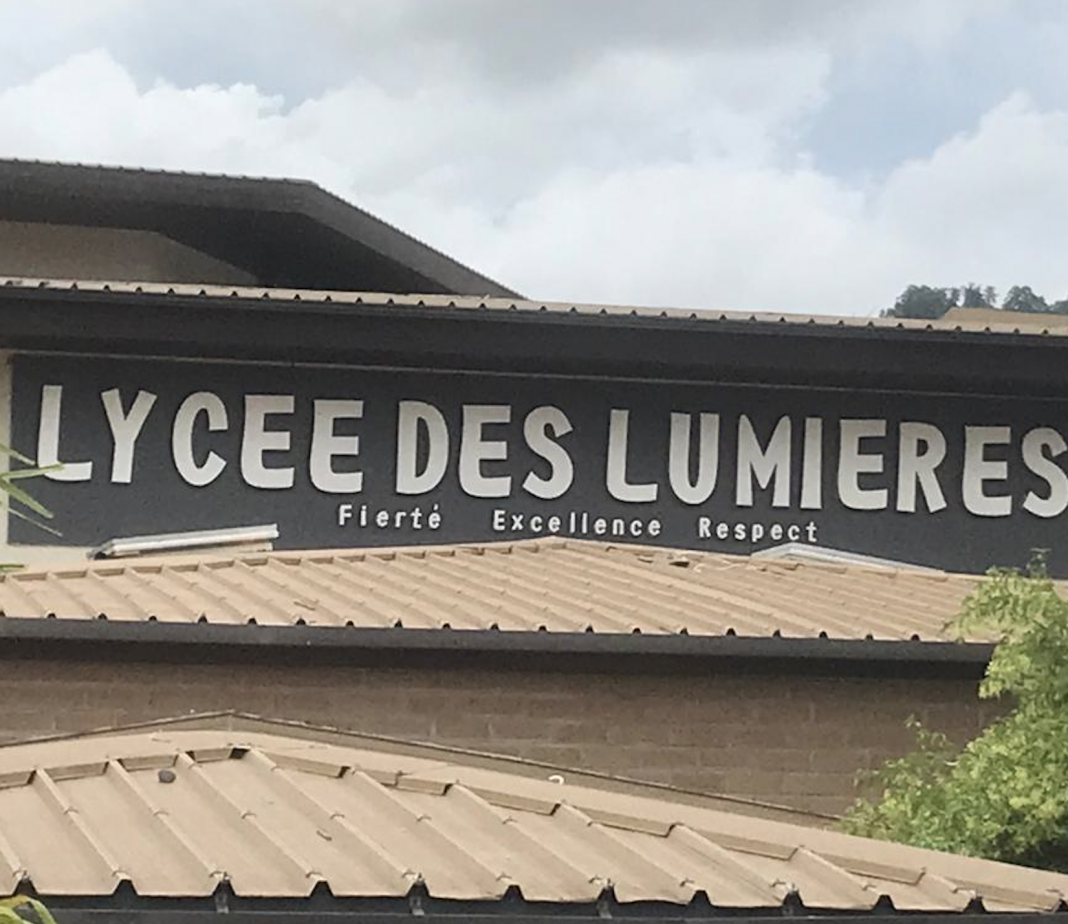 LYCEE DES LUMIERES
Fierté Excellence Respect